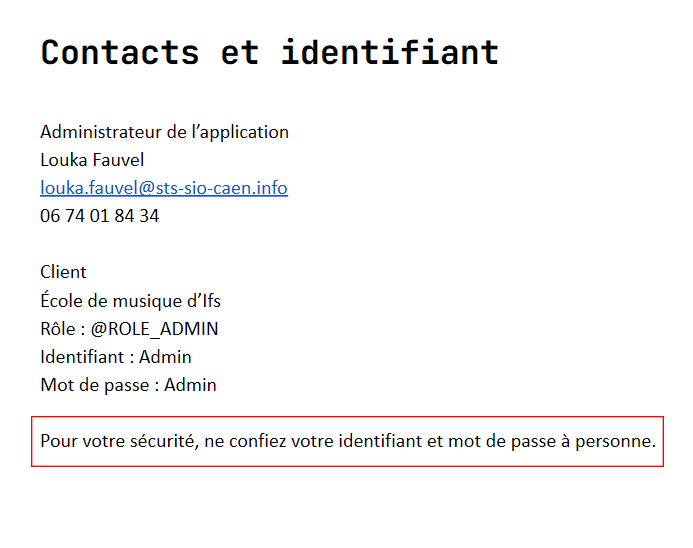 Contacts et identifiant
Administrateur de l’application
Louka Fauvel
louka.fauvel@sts-sio-caen.info
06 74 01 84 34
Client
École de musique d’Ifs
Rôle : @ROLE_ADMIN
Identifiant : Admin
Mot de passe : Admin
Pour votre sécurité, ne confiez votre identifiant et mot de passe à personne.